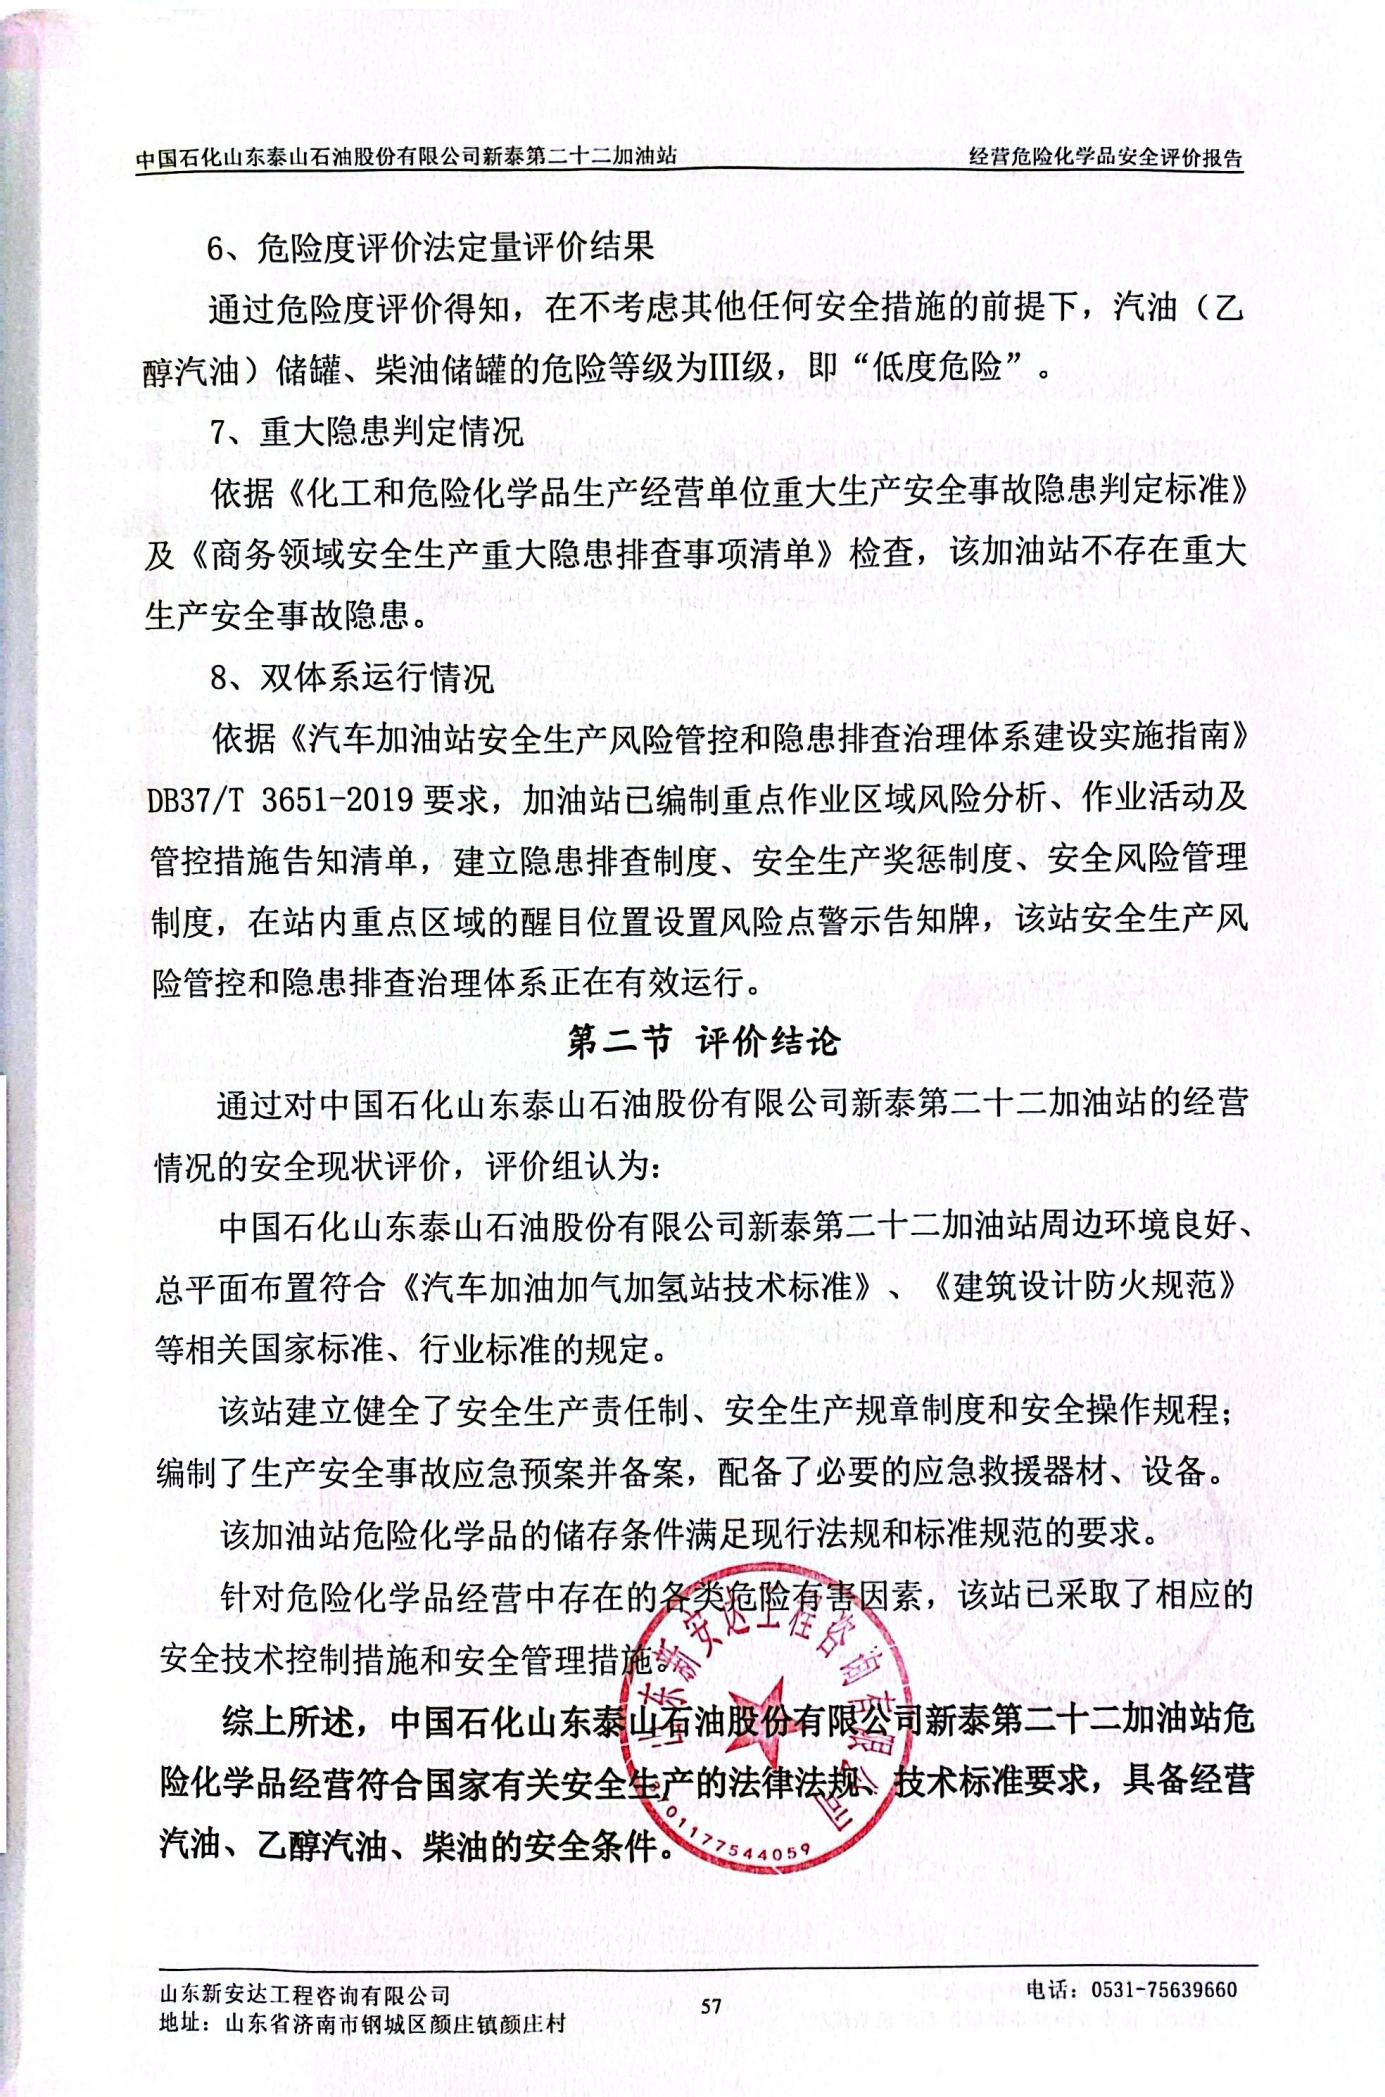 中国石化山东泰山石油股份有限公司新泰第二十二加油站 经营危险化学品安全评价报告
6、危险度评价法定量评价结果
通过危险度评价得知，在不考虑其他任何安全措施的前提下，汽油（乙
醇汽油）储罐、柴油储罐的危险等级为III级，即“低度危险”。
7、重大隐患判定情况
依据《化工和危险化学品生产经营单位重大生产安全事故隐患判定标准》
及《商务领域安全生产重大隐患排查事项清单》检查，该加油站不存在重大
生产安全事故隐患。
8、双体系运行情况
依据《汽车加油站安全生产风险管控和隐患排查治理体系建设实施指南》
DB37/T 3651-2019 要求，加油站已编制重点作业区域风险分析、作业活动及
管控措施告知清单，建立隐患排查制度、安全生产奖惩制度、安全风险管理
制度，在站内重点区域的醒目位置设置风险点警示告知牌，该站安全生产风
险管控和隐患排查治理体系正在有效运行。
第二节 评价结论
通过对中国石化山东泰山石油股份有限公司新泰第二十二加油站的经营
情况的安全现状评价，评价组认为：
中国石化山东泰山石油股份有限公司新泰第二十二加油站周边环境良好、
总平面布置符合《汽车加油加气加氢站技术标准》、《建筑设计防火规范》
等相关国家标准、行业标准的规定。
该站建立健全了安全生产责任制、安全生产规章制度和安全操作规程；
编制了生产安全事故应急预案并备案，配备了必要的应急救援器材、设备。
该加油站危险化学品的储存条件满足现行法规和标准规范的要求。
针对危险化学品经营中存在的各类危险有害因素，该站已采取了相应的
安全技术控制措施和安全管理措施。
综上所述，中国石化山东泰山石油股份有限公司新泰第二十二加油站危
险化学品经营符合国家有关安全生产的法律法规、技术标准要求，具备经营
汽油、乙醇汽油、柴油的安全条件。
山东新安达工程咨询有限公司
3701177544059
山东新安达工程咨询有限公司 电话：0531-75639660
57
地址：山东省济南市钢城区颜庄镇颜庄村